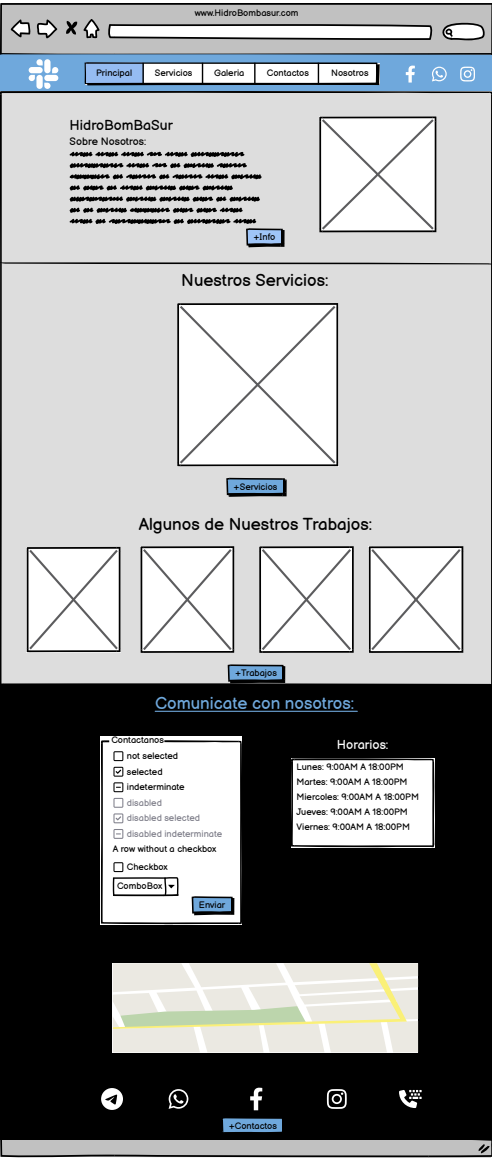 www.HidroBombasur.com
Principal
Servicios
Galeria
Contactos
Nosotros
HidroBomBaSur
Sobre Nosotros:
+Info
Nuestros Servicios:
+Servicios
Algunos de Nuestros Trabajos:
+Trabajos
Comunicate con nosotros:
Contactanos
not selected
selected
indeterminate
disabled
disabled selected
disabled indeterminate
A row without a checkbox
Checkbox
ComboBox
Enviar
Horarios:
Lunes: 9:00AM A 18:00PM
Martes: 9:00AM A 18:00PM
Miercoles: 9:00AM A 18:00PM
Jueves: 9:00AM A 18:00PM
Viernes: 9:00AM A 18:00PM
+Contactos